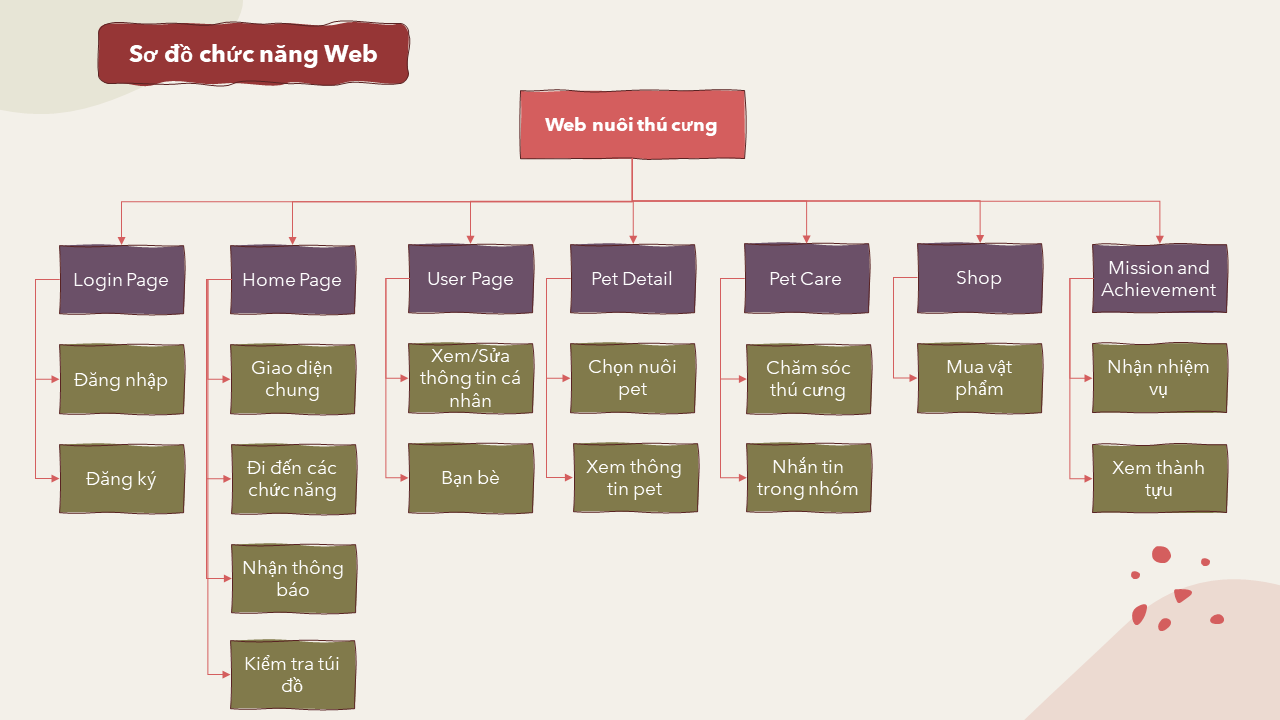 Sơ đồ chức năng Web
Web nuôi thú cưng
Login Page
Home Page
User Page
Pet Detail
Pet Care
Shop
Mission and
Achievement
Đăng nhập
Giao diện
chung
Xem/Sửa
thông tin cá
nhân
Chọn nuôi
pet
Chăm sóc
thú cưng
Mua vật
phẩm
Nhận nhiệm
vụ
Đăng ký
Đi đến các
chức năng
Bạn bè
Xem thông
tin pet
Nhắn tin
trong nhóm
Xem thành
tựu
Nhận thông
báo
Kiểm tra túi
đồ